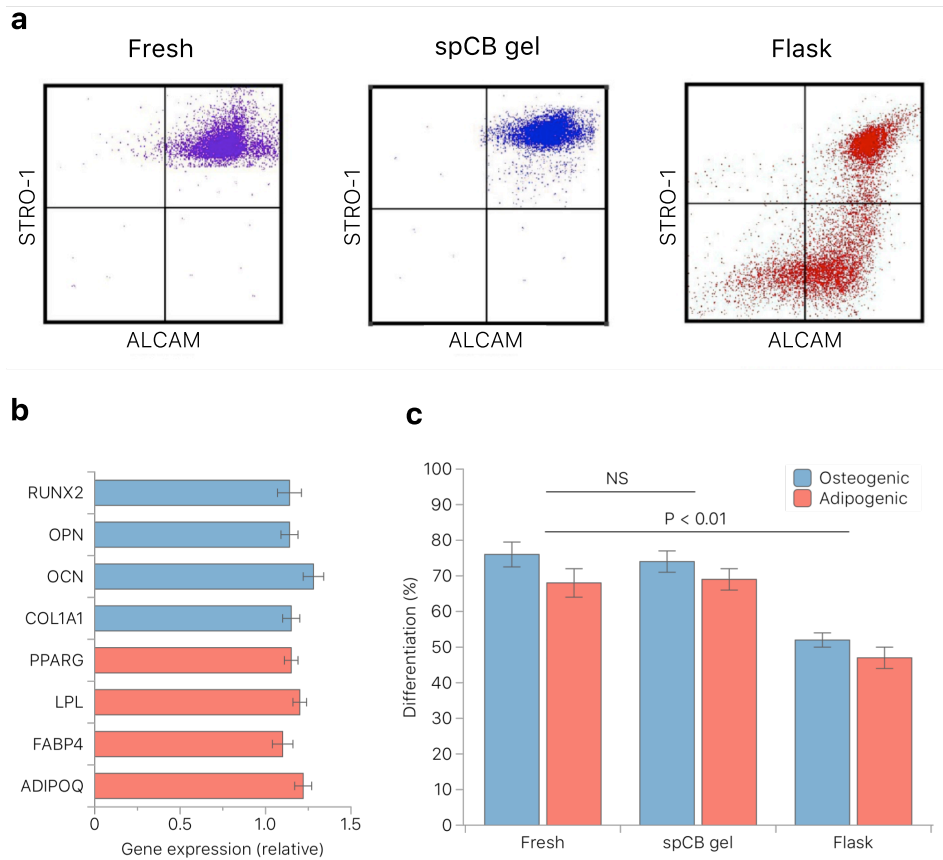 a
Fresh
spCB gel
Flask
STRO-1
STRO-1
STRO-1
ALCAM
ALCAM
ALCAM
b
RUNX2
OPN
OCN
COL1A1
PPARG
LPL
FABP4
ADIPOQ
0 0.5 1.0 1.5
Gene expression (relative)
c
100
90
80
70
60
50
40
30
20
10
0
Differentiation (%)
NS
P < 0.01
Osteogenic
Adipogenic
Fresh
spCB gel
Flask